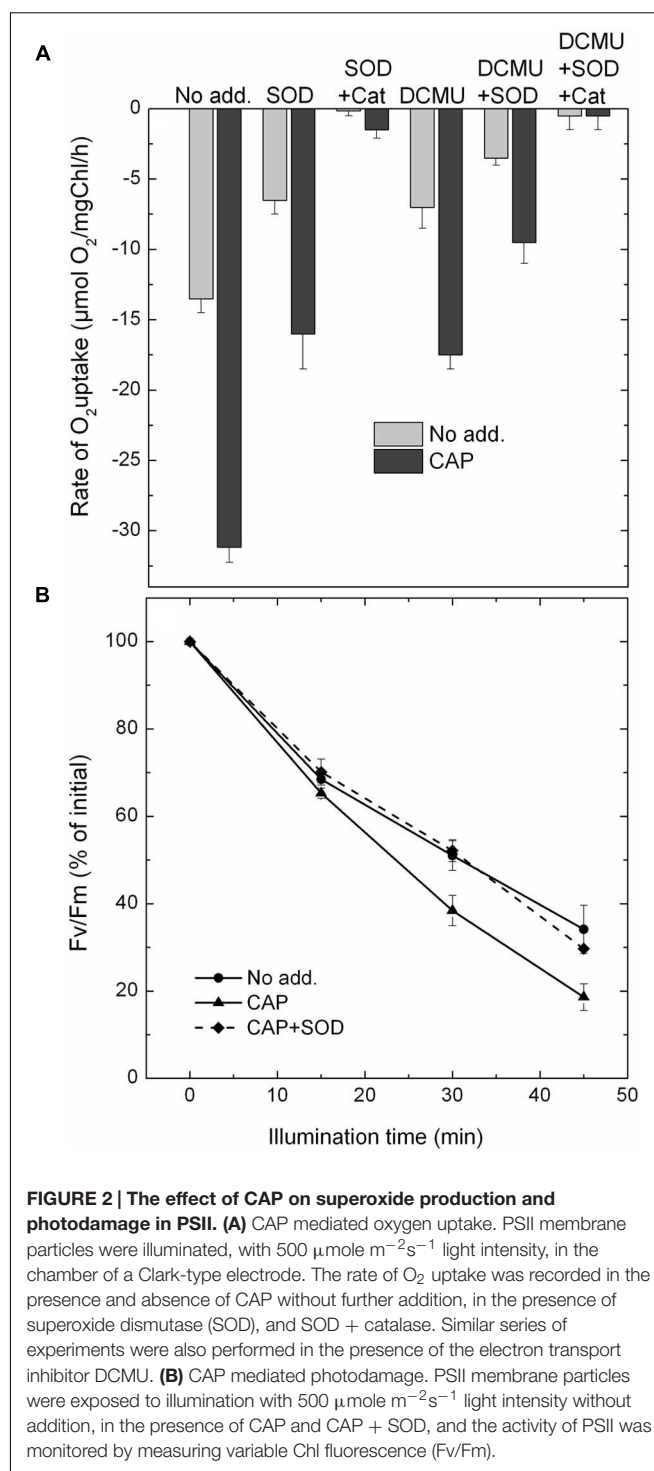 A
No add.
SOD
SOD
+Cat
DCMU
DCMU
+SOD
DCMU
+SOD
+Cat
0
-5
-10
-15
-20
-25
-30
Rate of O₂ uptake (μmol O₂/mgChl/h)
No add.
CAP
B
100
80
60
40
20
0
Fv/Fm (% of initial)
No add.
CAP
CAP+SOD
0
10
20
30
40
50
Illumination time (min)
FIGURE 2 | The effect of CAP on superoxide production and
photodamage in PSII. (A) CAP mediated oxygen uptake. PSII membrane
particles were illuminated, with 500 μmole m⁻²s⁻¹ light intensity, in the
chamber of a Clark-type electrode. The rate of O₂ uptake was recorded in the
presence and absence of CAP without further addition, in the presence of
superoxide dismutase (SOD), and SOD + catalase. Similar series of
experiments were also performed in the presence of the electron transport
inhibitor DCMU. (B) CAP mediated photodamage. PSII membrane particles
were exposed to illumination with 500 μmole m⁻²s⁻¹ light intensity without
addition, in the presence of CAP and CAP + SOD, and the activity of PSII was
monitored by measuring variable Chl fluorescence (Fv/Fm).